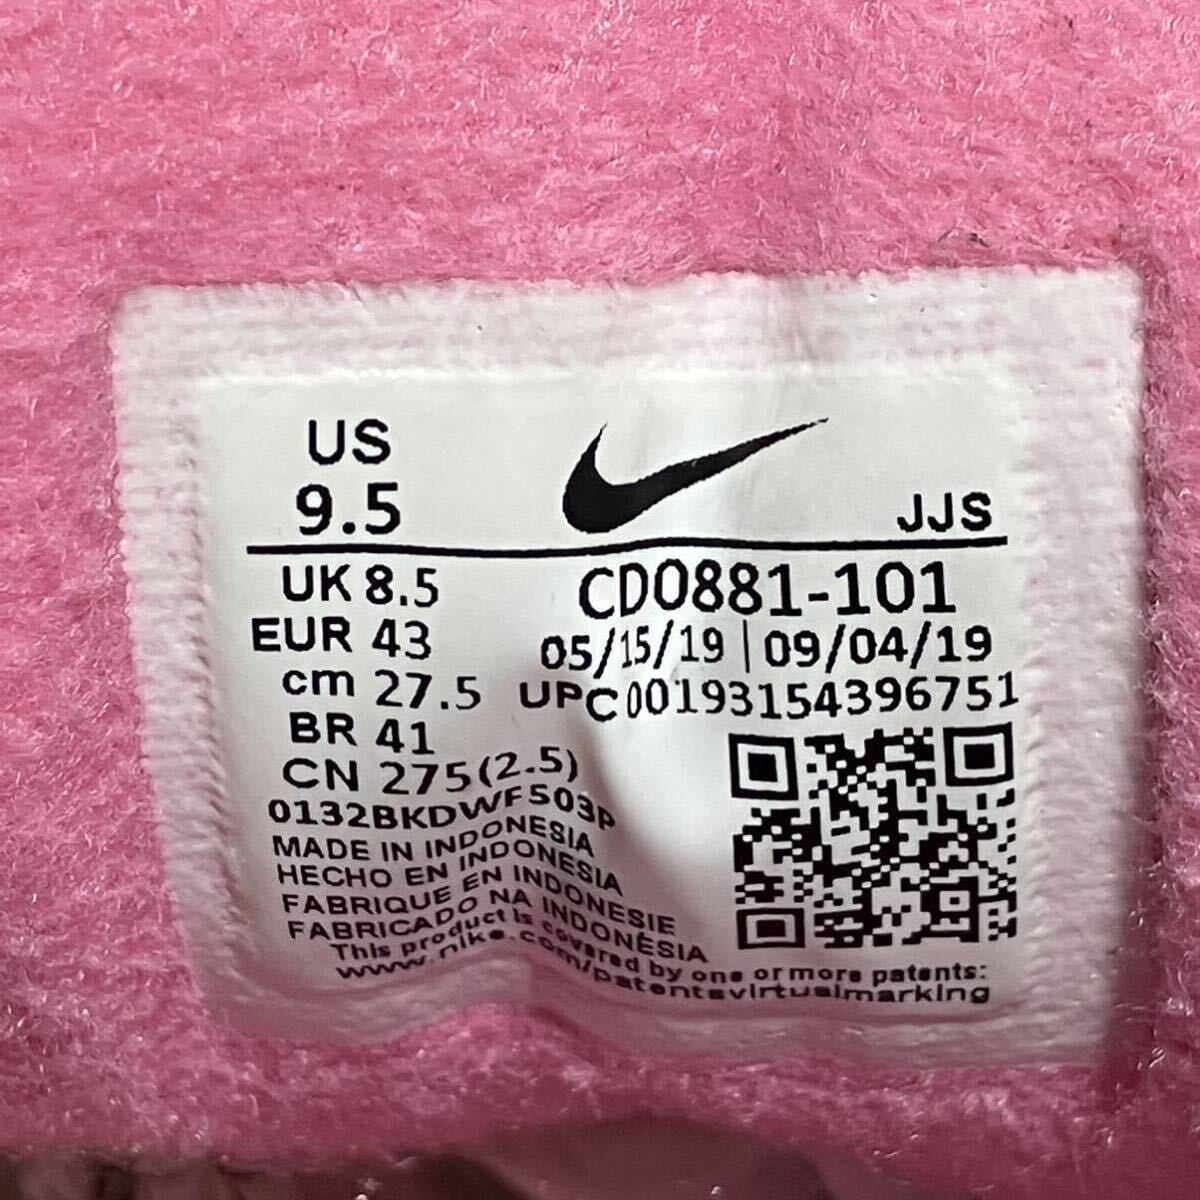 US
9.5
JJS
UK 8.5
EUR 43
cm 27.5
BR 41
CN 275(2.5)
CD0881-101
05/15/19 | 09/04/19
UPC00193154396751
0132BKDWF503P
MADE IN INDONESIA
HECHO EN INDONESIA
FABRIQUE EN INDONESIE
FABRICADO NA INDONÉSIA
This product is covered by one or more patents:
www.nike.com/patentsvirtualmarking